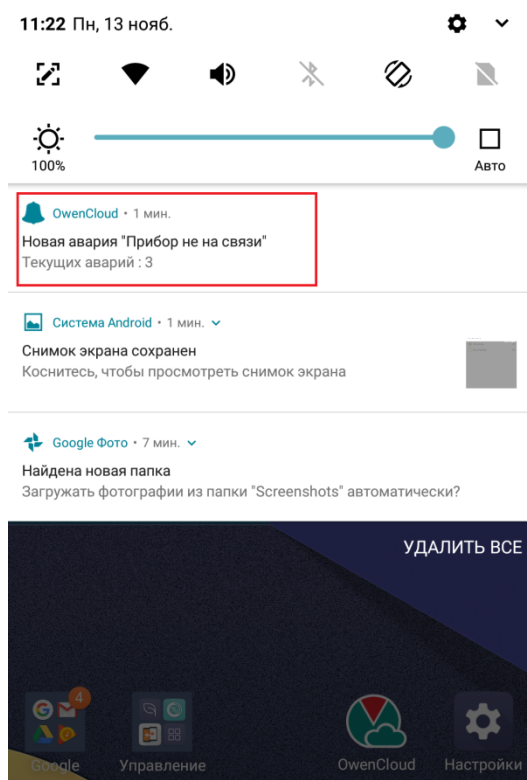 11:22 Пн, 13 нояб.
100%
Авто
OwenCloud • 1 мин.
Новая авария "Прибор не на связи"
Текущих аварий : 3
Система Android • 1 мин.
Снимок экрана сохранен
Коснитесь, чтобы просмотреть снимок экрана
Google Фото • 7 мин.
Найдена новая папка
Загружать фотографии из папки "Screenshots" автоматически?
УДАЛИТЬ ВСЕ
4
Google Управление OwenCloud Настройки